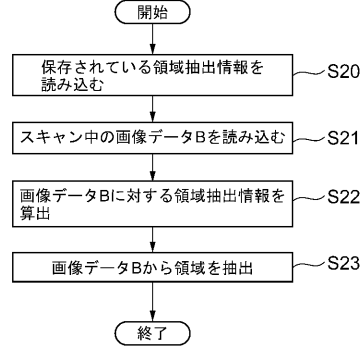 開始
保存されている領域抽出情報を
読み込む
S20
スキャン中の画像データBを読み込む
S21
画像データBに対する領域抽出情報を
算出
S22
画像データBから領域を抽出
S23
終了